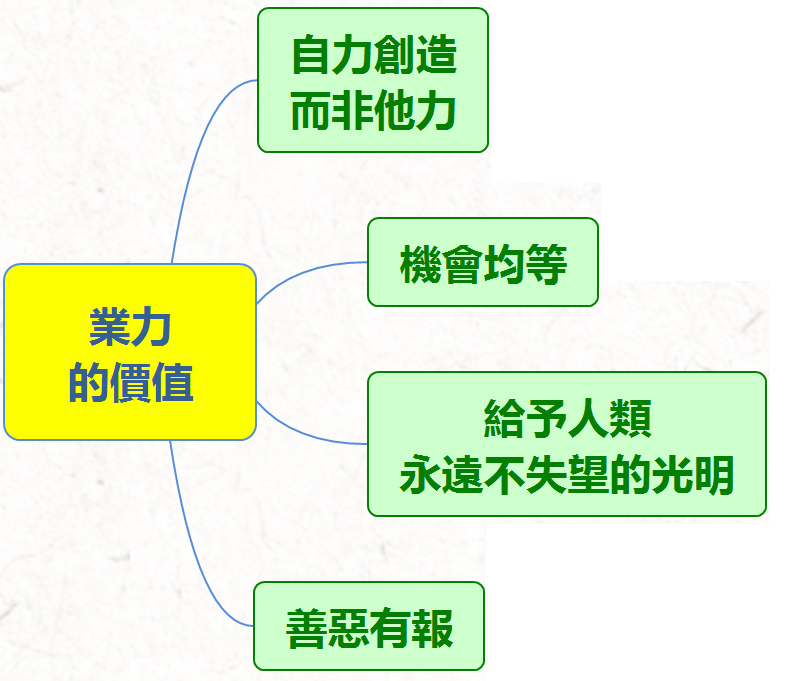 自力創造
而非他力
機會均等
業力
的價值
給予人類
永遠不失望的光明
善惡有報